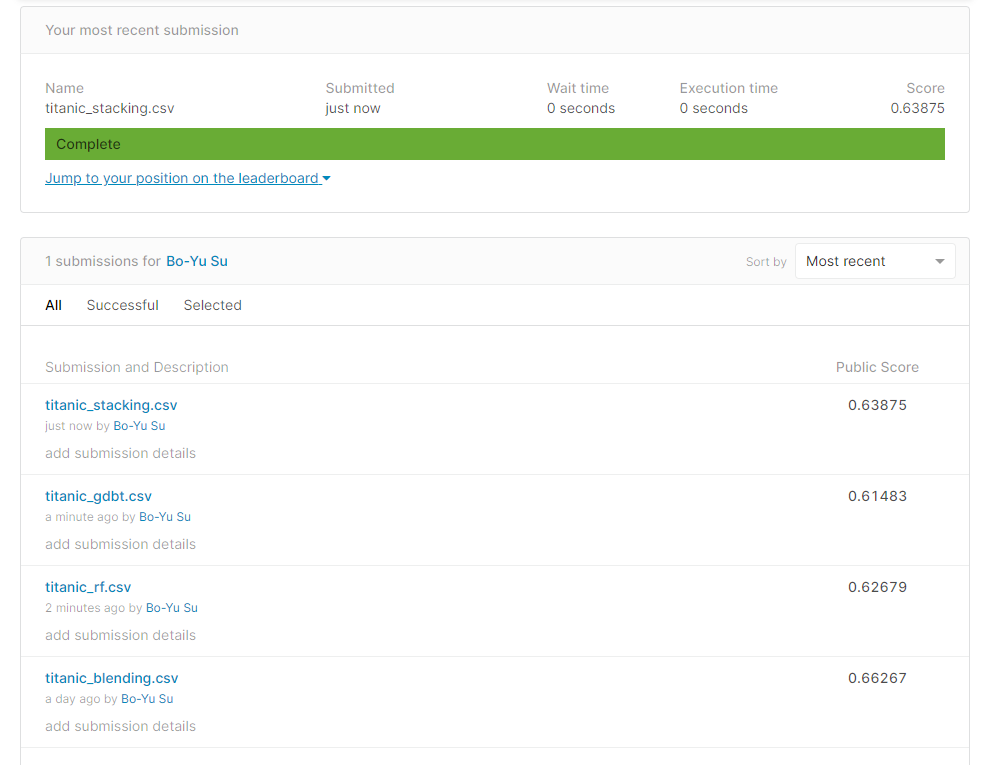 Your most recent submission
Name Submitted Wait time Execution time Score
titanic_stacking.csv just now 0 seconds 0 seconds 0.63875
Complete
Jump to your position on the leaderboard
1 submissions for Bo-Yu Su Sort by Most recent
All Successful Selected
Submission and Description Public Score
titanic_stacking.csv 0.63875
just now by Bo-Yu Su
add submission details
titanic_gdbt.csv 0.61483
a minute ago by Bo-Yu Su
add submission details
titanic_rf.csv 0.62679
2 minutes ago by Bo-Yu Su
add submission details
titanic_blending.csv 0.66267
a day ago by Bo-Yu Su
add submission details